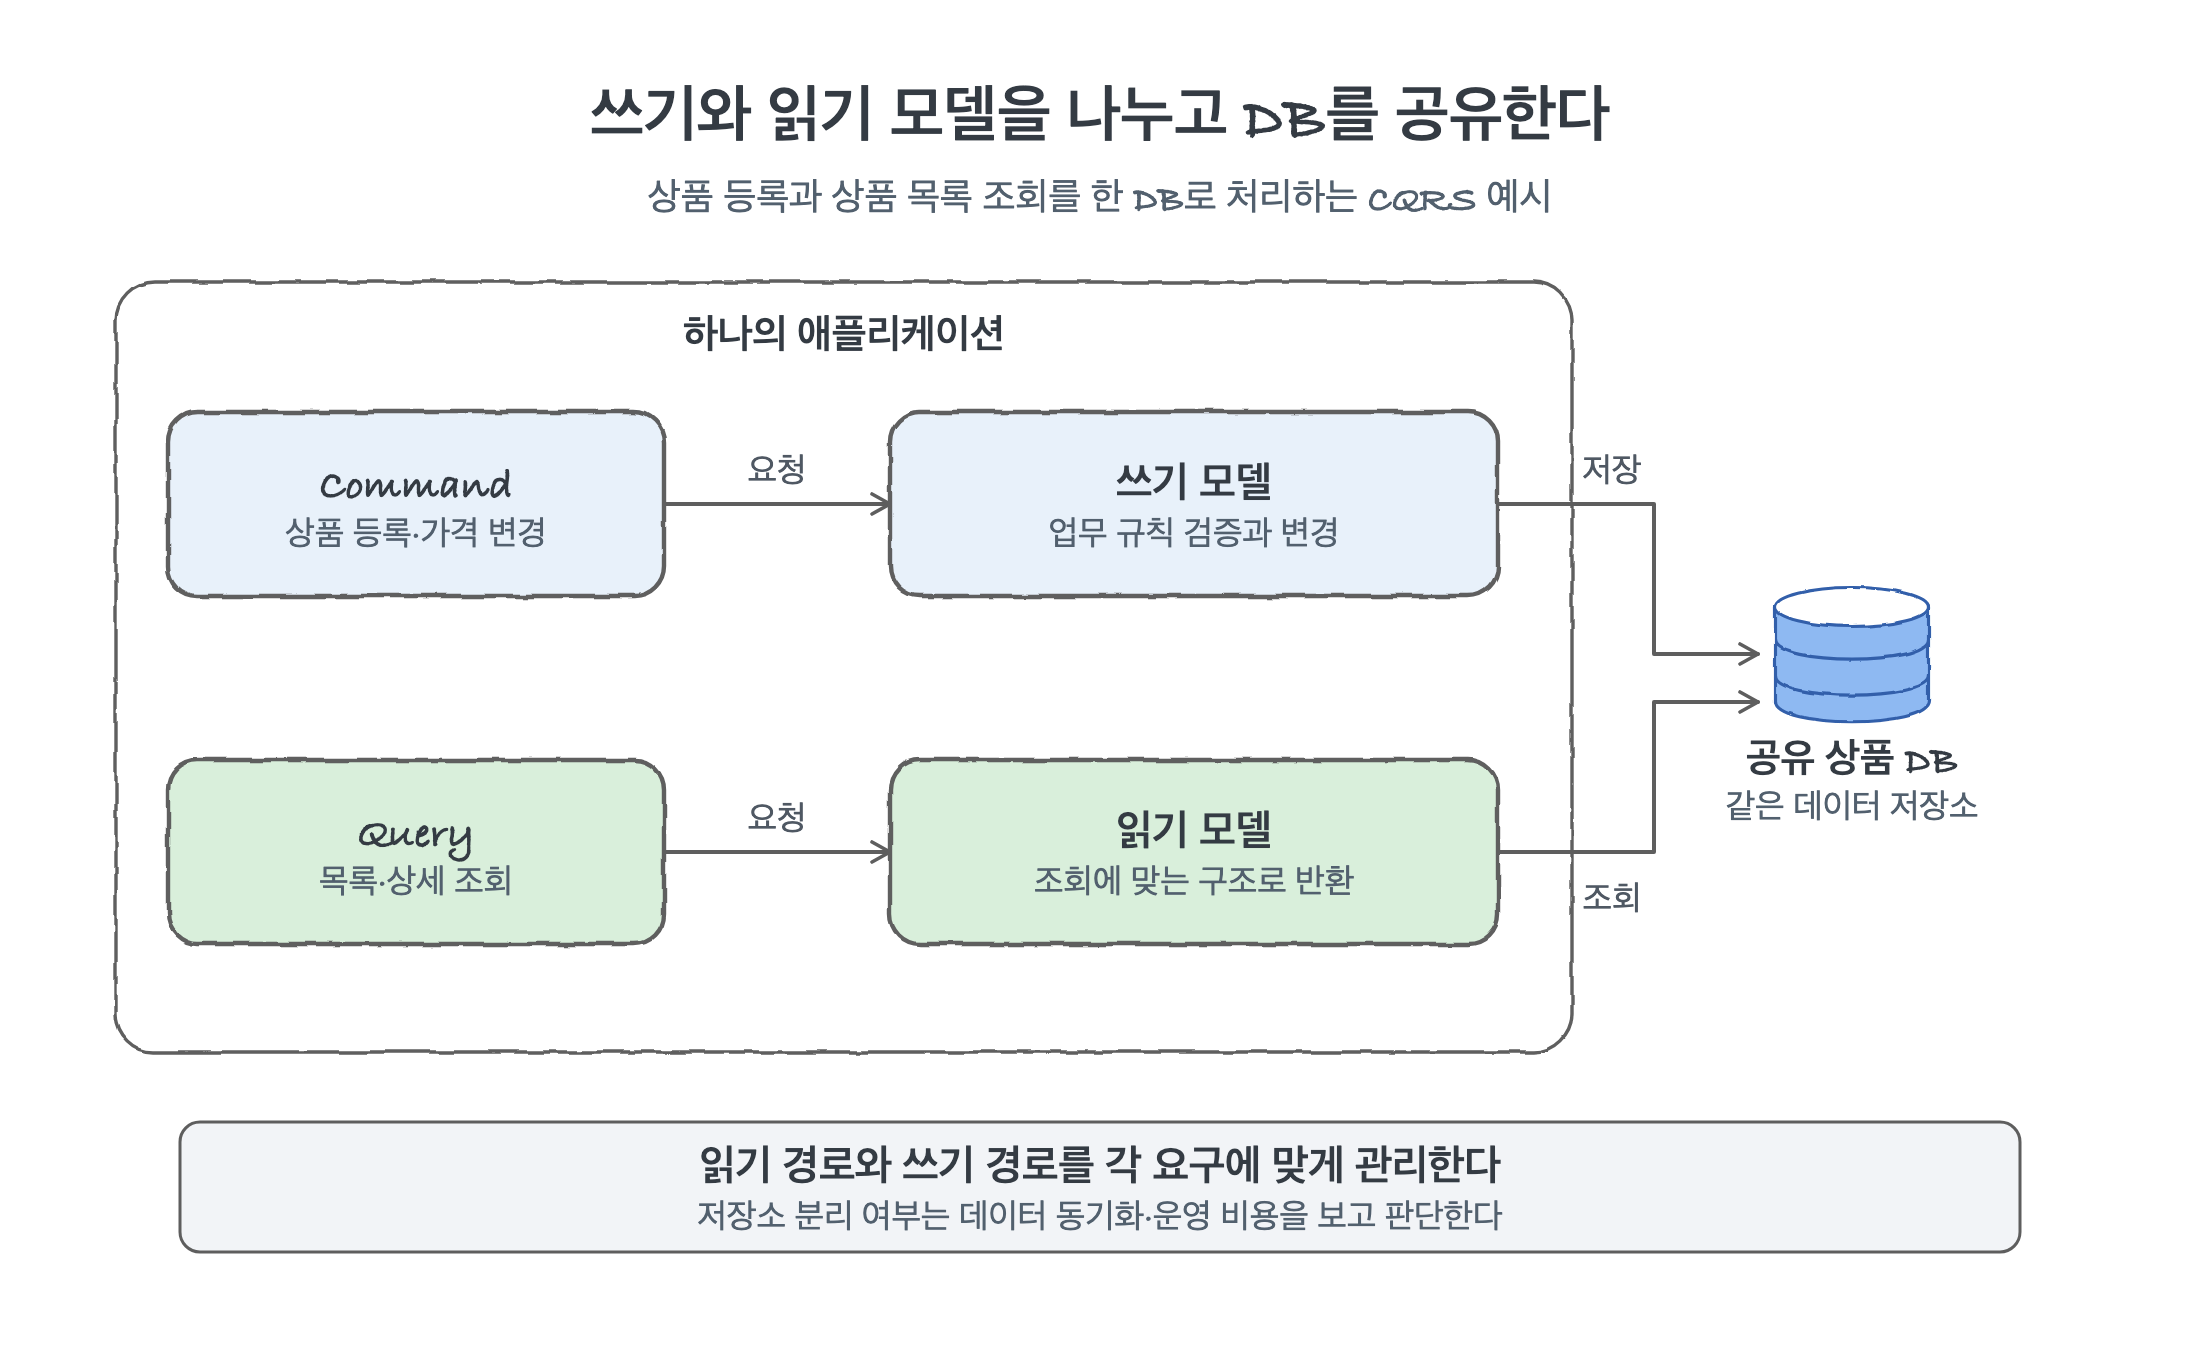 쓰기와 읽기 모델을 나누고 DB를 공유한다
상품 등록과 상품 목록 조회를 한 DB로 처리하는 CQRS 예시
하나의 애플리케이션
Command
상품 등록·가격 변경
요청
쓰기 모델
업무 규칙 검증과 변경
저장
Query
목록·상세 조회
요청
읽기 모델
조회에 맞는 구조로 반환
조회
공유 상품 DB
같은 데이터 저장소
읽기 경로와 쓰기 경로를 각 요구에 맞게 관리한다
저장소 분리 여부는 데이터 동기화·운영 비용을 보고 판단한다